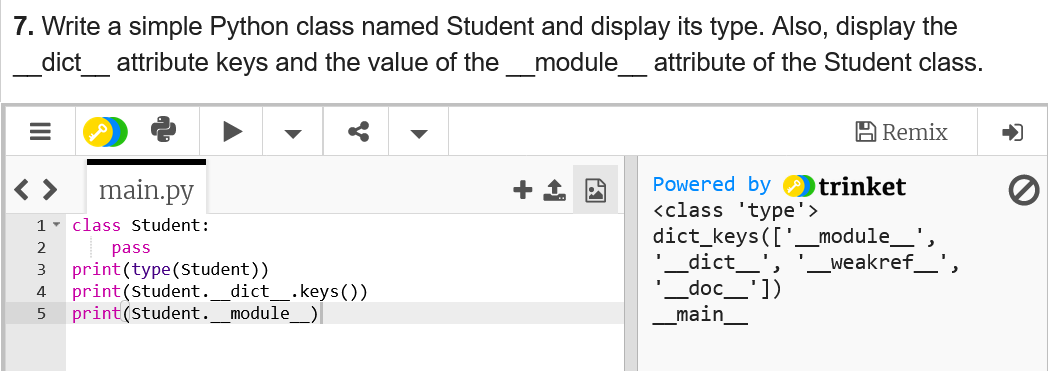 7. Write a simple Python class named Student and display its type. Also, display the
__dict__ attribute keys and the value of the __module__ attribute of the Student class.
Remix
main.py
1 class Student:
2     pass
3 print(type(Student))
4 print(Student.__dict__.keys())
5 print(Student.__module__)
Powered by trinket
<class 'type'>
dict_keys(['__module__',
'__dict__', '__weakref__',
'__doc__'])
__main__